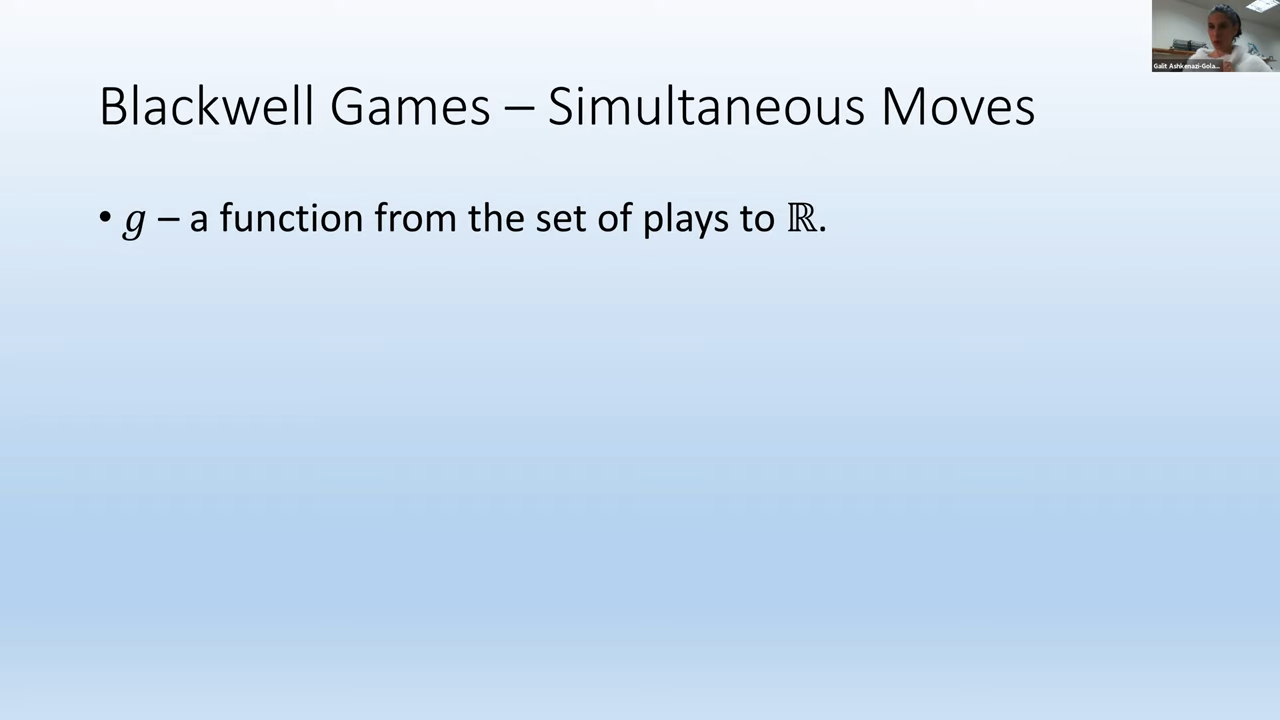 Galit Ashkenazi-Gola...
Blackwell Games – Simultaneous Moves
• g – a function from the set of plays to ℝ.